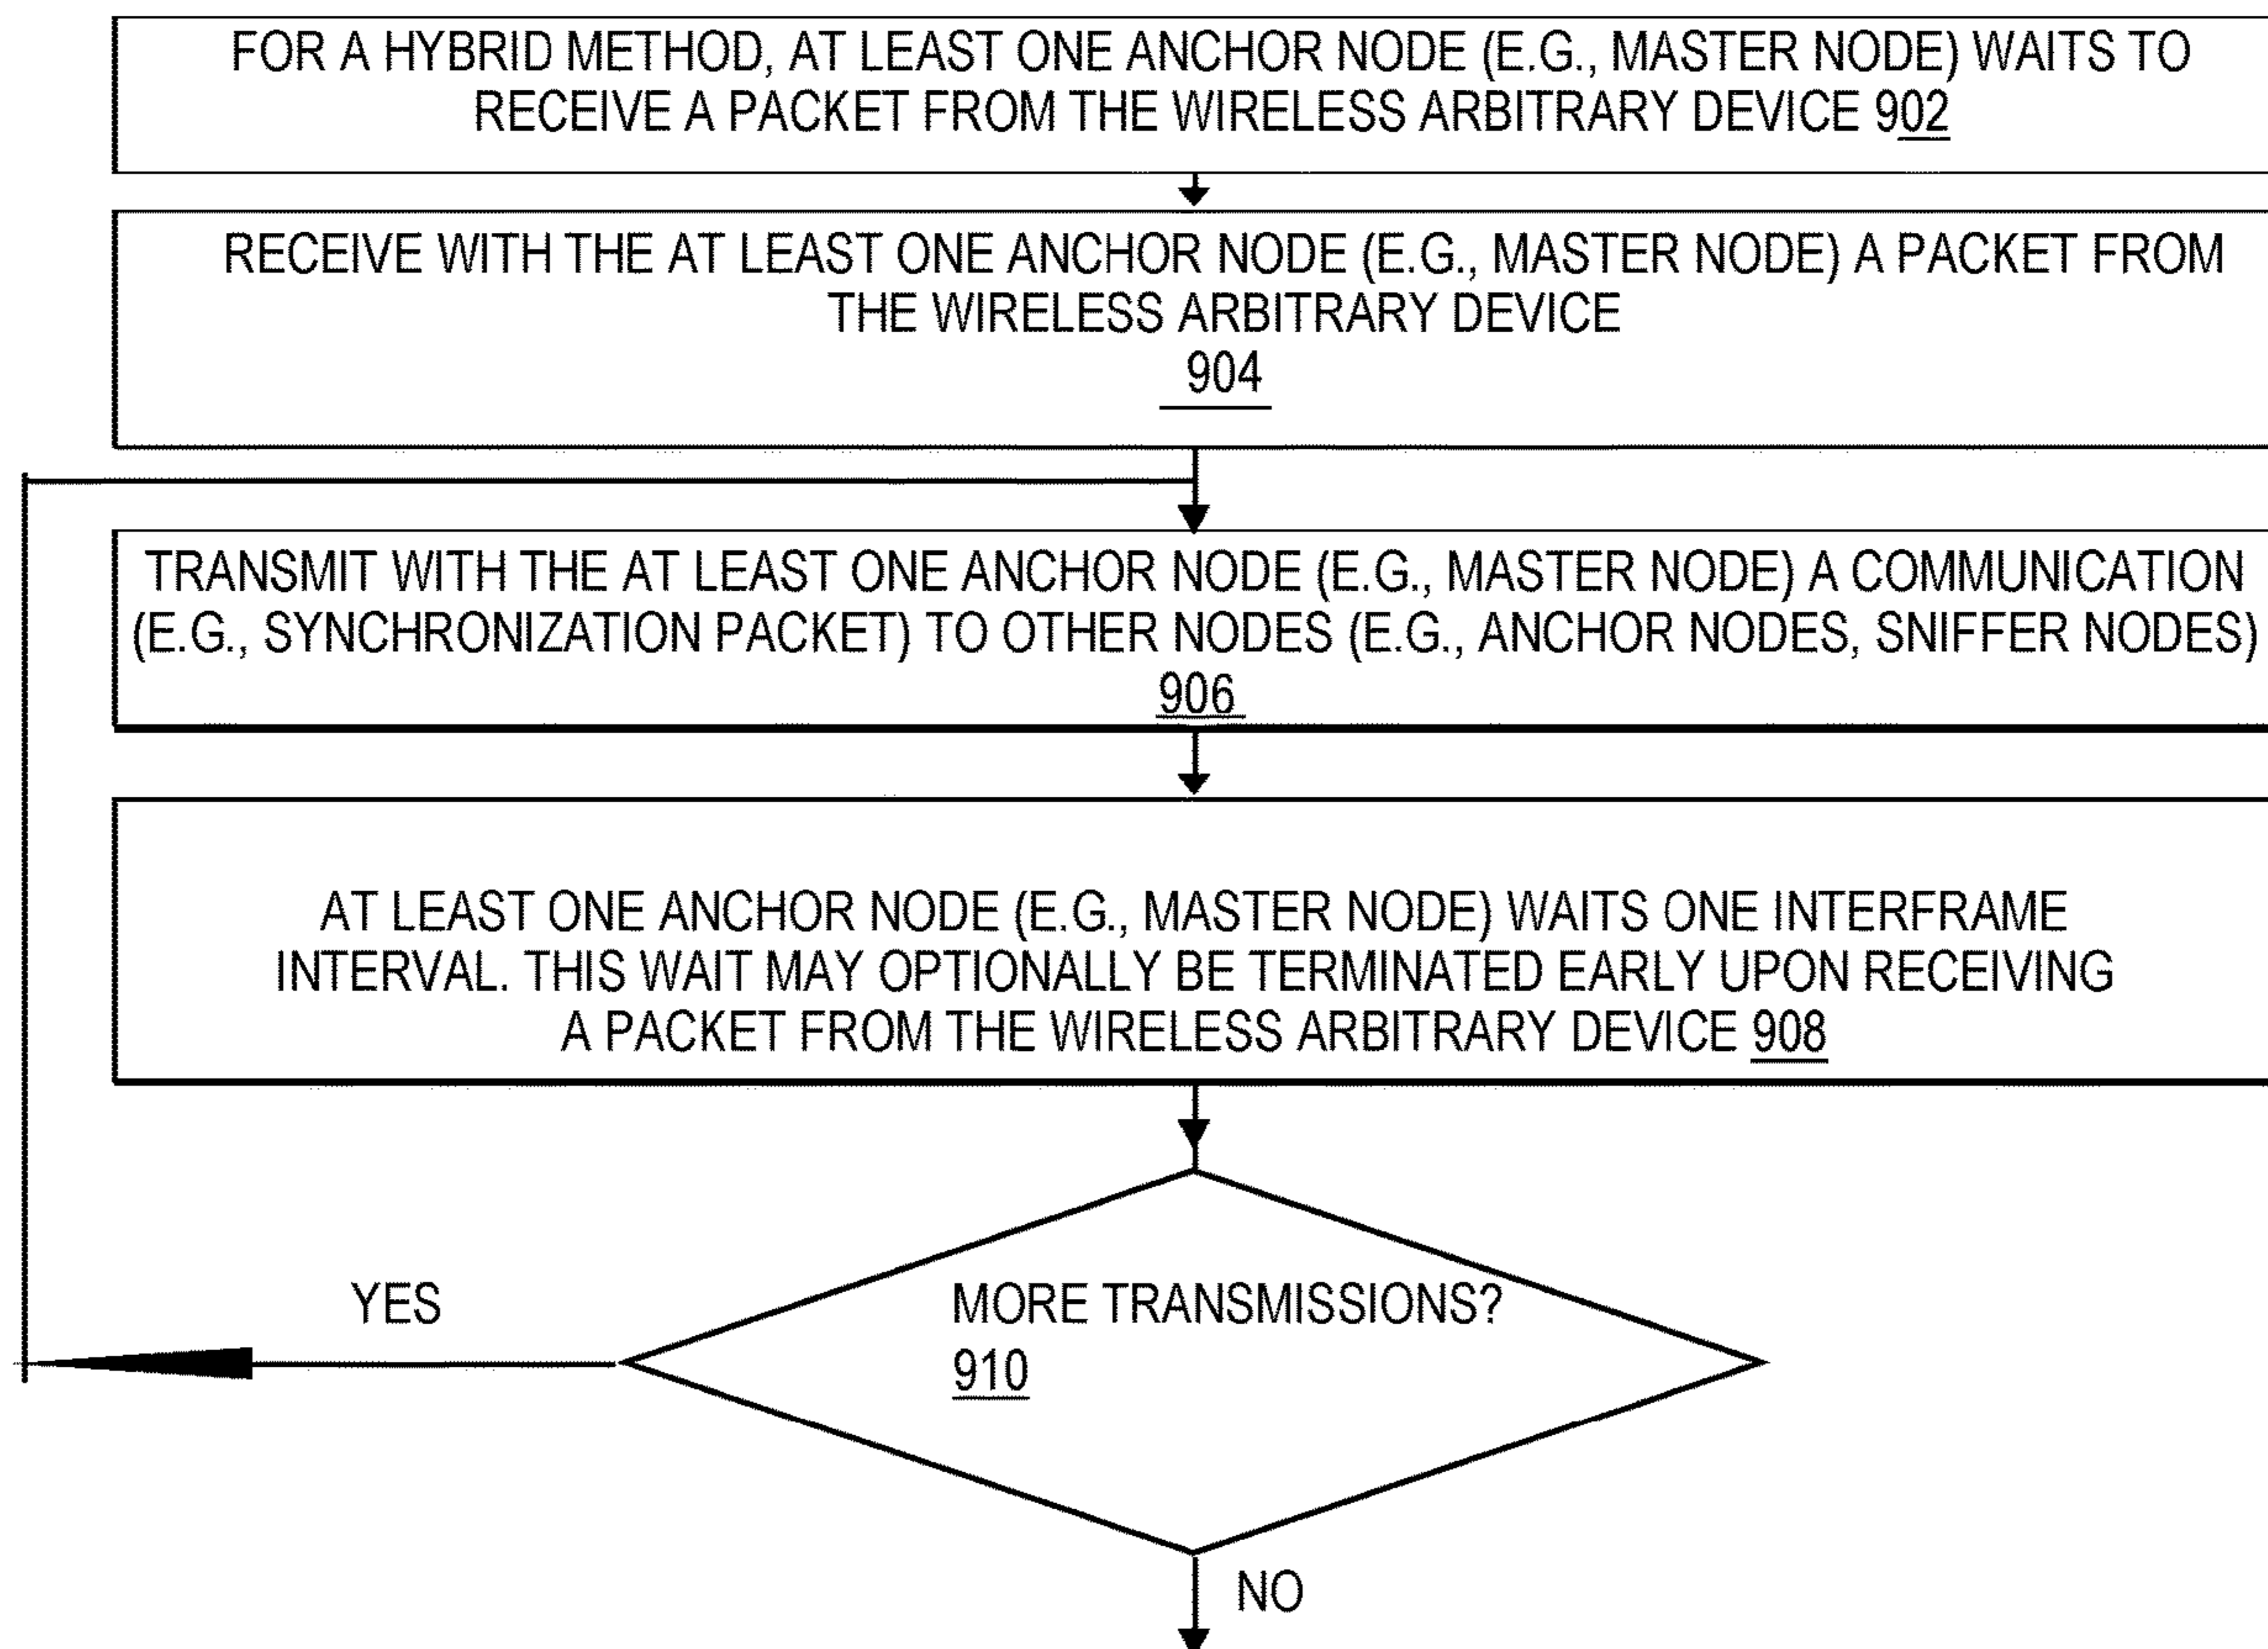 FOR A HYBRID METHOD, AT LEAST ONE ANCHOR NODE (E.G., MASTER NODE) WAITS TO
RECEIVE A PACKET FROM THE WIRELESS ARBITRARY DEVICE 902
RECEIVE WITH THE AT LEAST ONE ANCHOR NODE (E.G., MASTER NODE) A PACKET FROM
THE WIRELESS ARBITRARY DEVICE
904
TRANSMIT WITH THE AT LEAST ONE ANCHOR NODE (E.G., MASTER NODE) A COMMUNICATION
(E.G., SYNCHRONIZATION PACKET) TO OTHER NODES (E.G., ANCHOR NODES, SNIFFER NODES)
906
AT LEAST ONE ANCHOR NODE (E.G., MASTER NODE) WAITS ONE INTERFRAME
INTERVAL. THIS WAIT MAY OPTIONALLY BE TERMINATED EARLY UPON RECEIVING
A PACKET FROM THE WIRELESS ARBITRARY DEVICE 908
YES
MORE TRANSMISSIONS?
910
NO